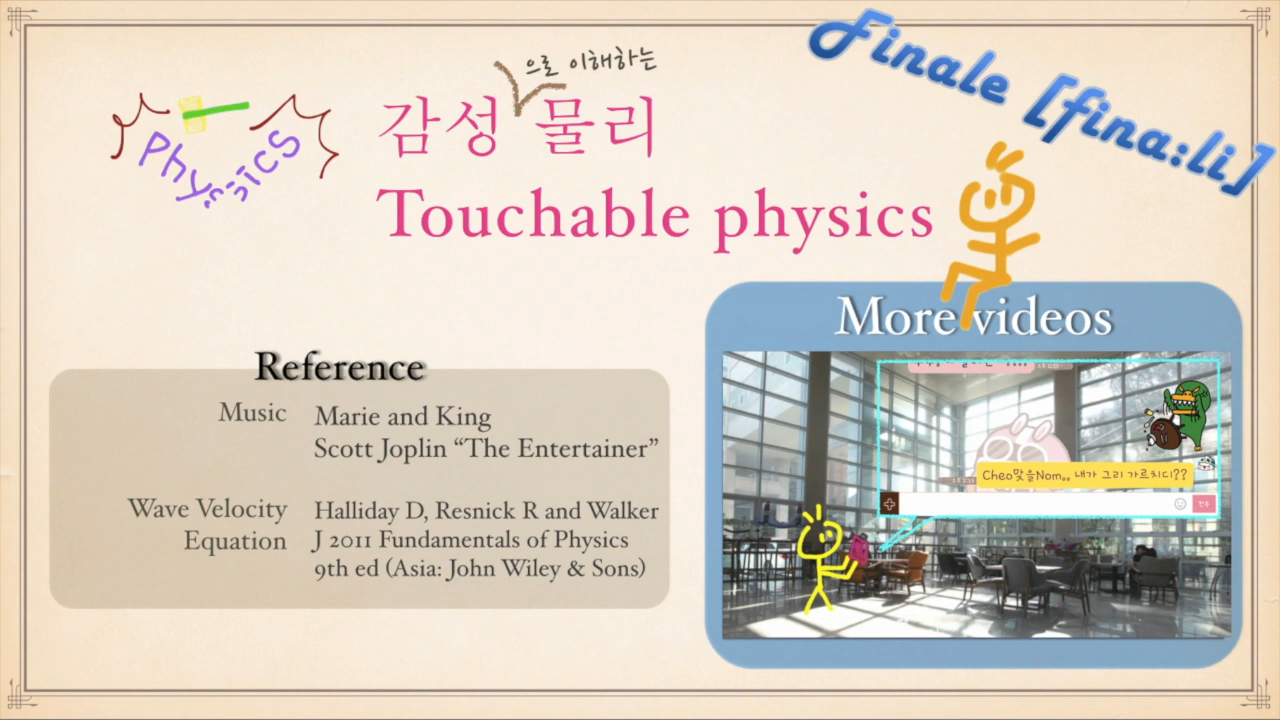 Finale [fina:li]
으로 이해하는
감성 물리
Physics
Touchable physics
More videos
Reference
Music
Marie and King
Scott Joplin “The Entertainer”
Wave Velocity
Equation
Halliday D, Resnick R and Walker
J 2011 Fundamentals of Physics
9th ed (Asia: John Wiley & Sons)
Cheo맞을Nom.. 내가 그리 가르치디??
전송